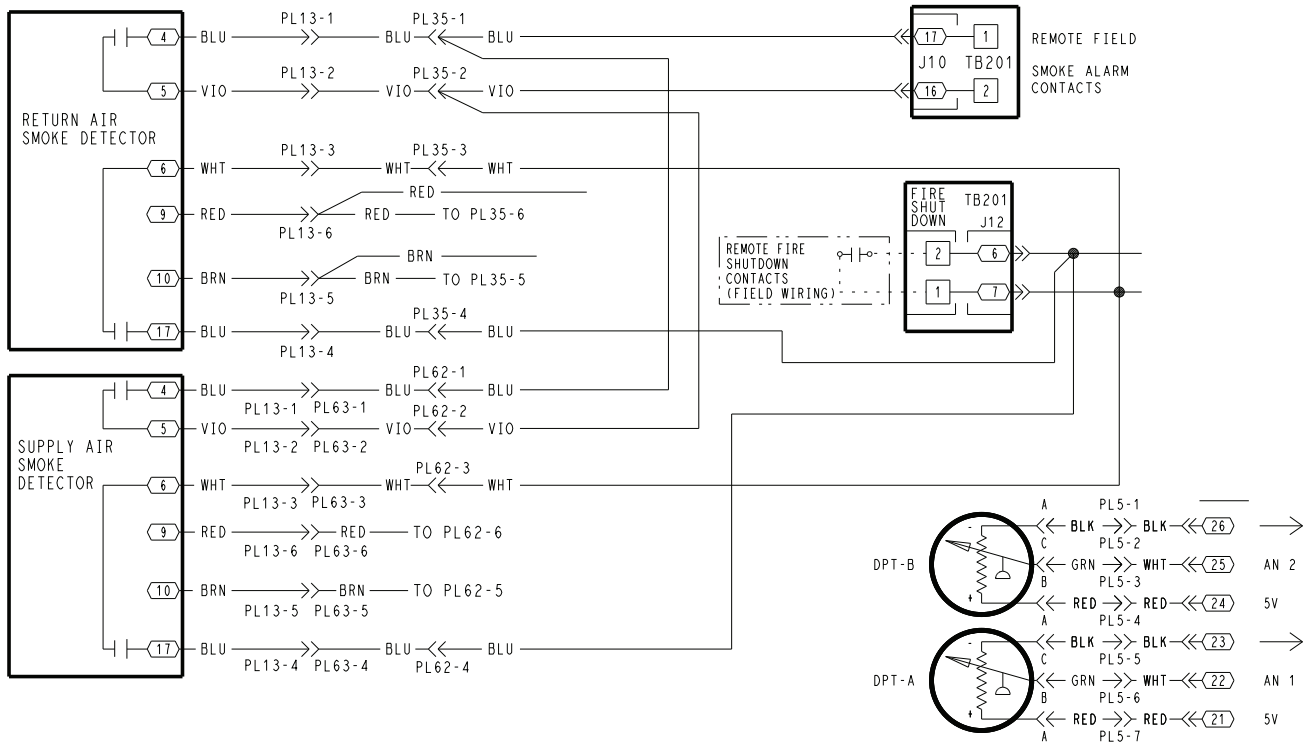 PL13-1 PL35-1
4 BLU BLU BLU 17 1 REMOTE FIELD
J10 TB201
PL13-2 PL35-2 SMOKE ALARM
CONTACTS
5 VIO VIO VIO 16 2
RETURN AIR
SMOKE DETECTOR
PL13-3 PL35-3
6 WHT WHT WHT
RED
9 RED RED TO PL35-6
PL13-6
BRN
10 BRN BRN TO PL35-5
PL13-5
PL35-4
17 BLU BLU BLU
PL13-4
FIRE
SHUT
DOWN
TB201
J12
2 6
1 7
REMOTE FIRE
SHUTDOWN
CONTACTS
(FIELD WIRING)
PL62-1
4 BLU BLU BLU
PL13-1 PL63-1
PL62-2
5 VIO VIO VIO
PL13-2 PL63-2
SUPPLY AIR
SMOKE
DETECTOR
PL62-3
6 WHT WHT WHT
PL13-3 PL63-3
9 RED RED TO PL62-6
PL13-6 PL63-6
10 BRN BRN TO PL62-5
PL13-5 PL63-5
17 BLU BLU BLU
PL13-4 PL63-4 PL62-4
A PL5-1
- BLK BLK 26
C PL5-2
DPT-B GRN WHT 25 AN 2
B PL5-3
+ RED RED 24 5V
A PL5-4
- BLK BLK 23
C PL5-5
DPT-A GRN WHT 22 AN 1
B PL5-6
+ RED RED 21 5V
A PL5-7